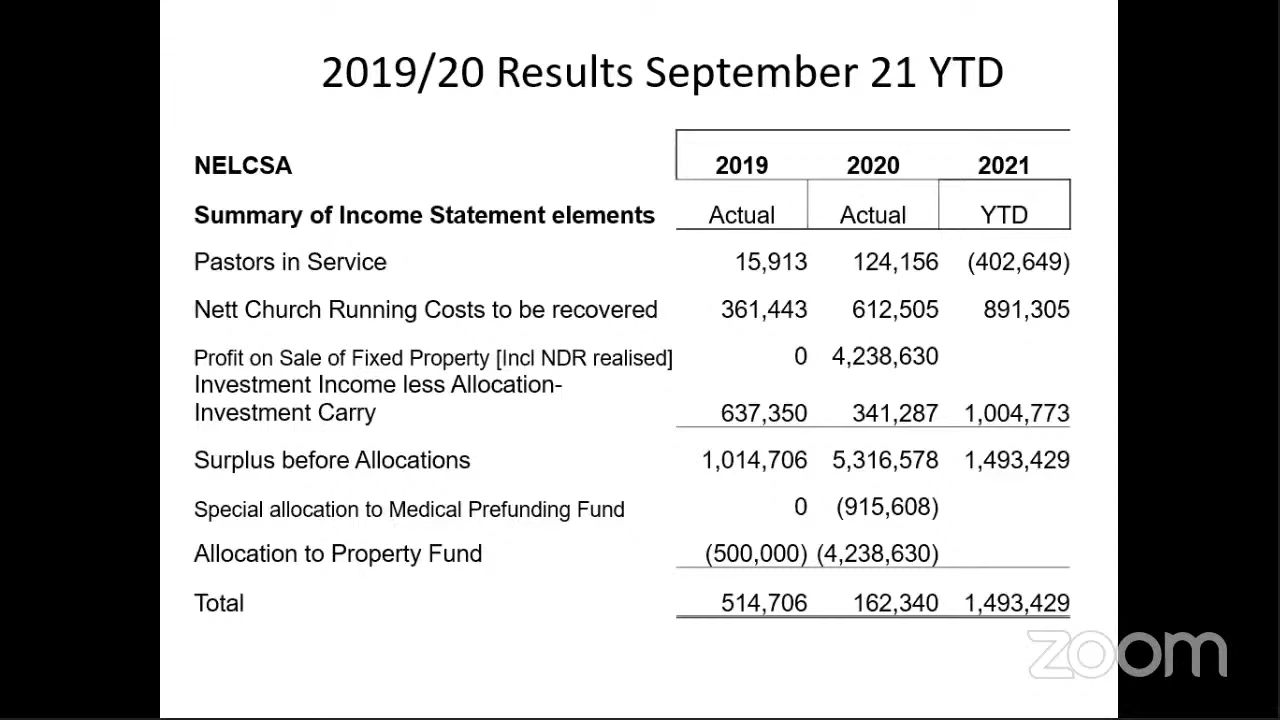 2019/20 Results September 21 YTD
NELCSA 2019 2020 2021
Summary of Income Statement elements Actual Actual YTD
Pastors in Service 15,913 124,156 (402,649)
Nett Church Running Costs to be recovered 361,443 612,505 891,305
Profit on Sale of Fixed Property [Incl NDR realised] 0 4,238,630
Investment Income less Allocation-
Investment Carry 637,350 341,287 1,004,773
Surplus before Allocations 1,014,706 5,316,578 1,493,429
Special allocation to Medical Prefunding Fund 0 (915,608)
Allocation to Property Fund (500,000) (4,238,630)
Total 514,706 162,340 1,493,429
zoom